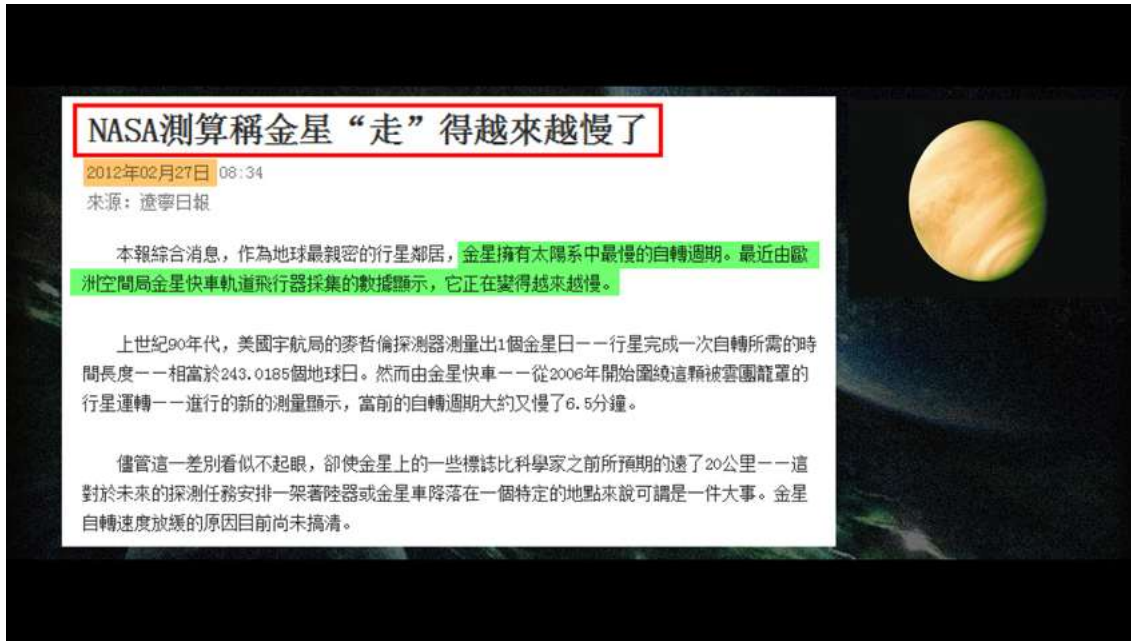 NASA測算稱金星“走”得越來越慢了
2012年02月27日 08:34
來源: 遼寧日報
本報綜合消息，作為地球最親密的行星鄰居，金星擁有太陽系中最慢的自轉週期。最近由歐
洲空間局金星快車軌道飛行器採集的數據顯示，它正在變得越來越慢。
上世紀90年代，美國宇航局的麥哲倫探測器測量出1個金星日——行星完成一次自轉所需的時
間長度——相當於243.0185個地球日。然而由金星快車——從2006年開始圍繞這顆被雲團籠罩的
行星運轉——進行的新的測量顯示，當前的自轉週期大約又慢了6.5分鐘。
儘管這一差別看似不起眼，卻使金星上的一些標誌比科學家之前所預期的遠了20公里——這
對於未來的探測任務安排一架著陸器或金星車降落在一個特定的地點來說可謂是一件大事。金星
自轉速度放緩的原因目前尚未搞清。